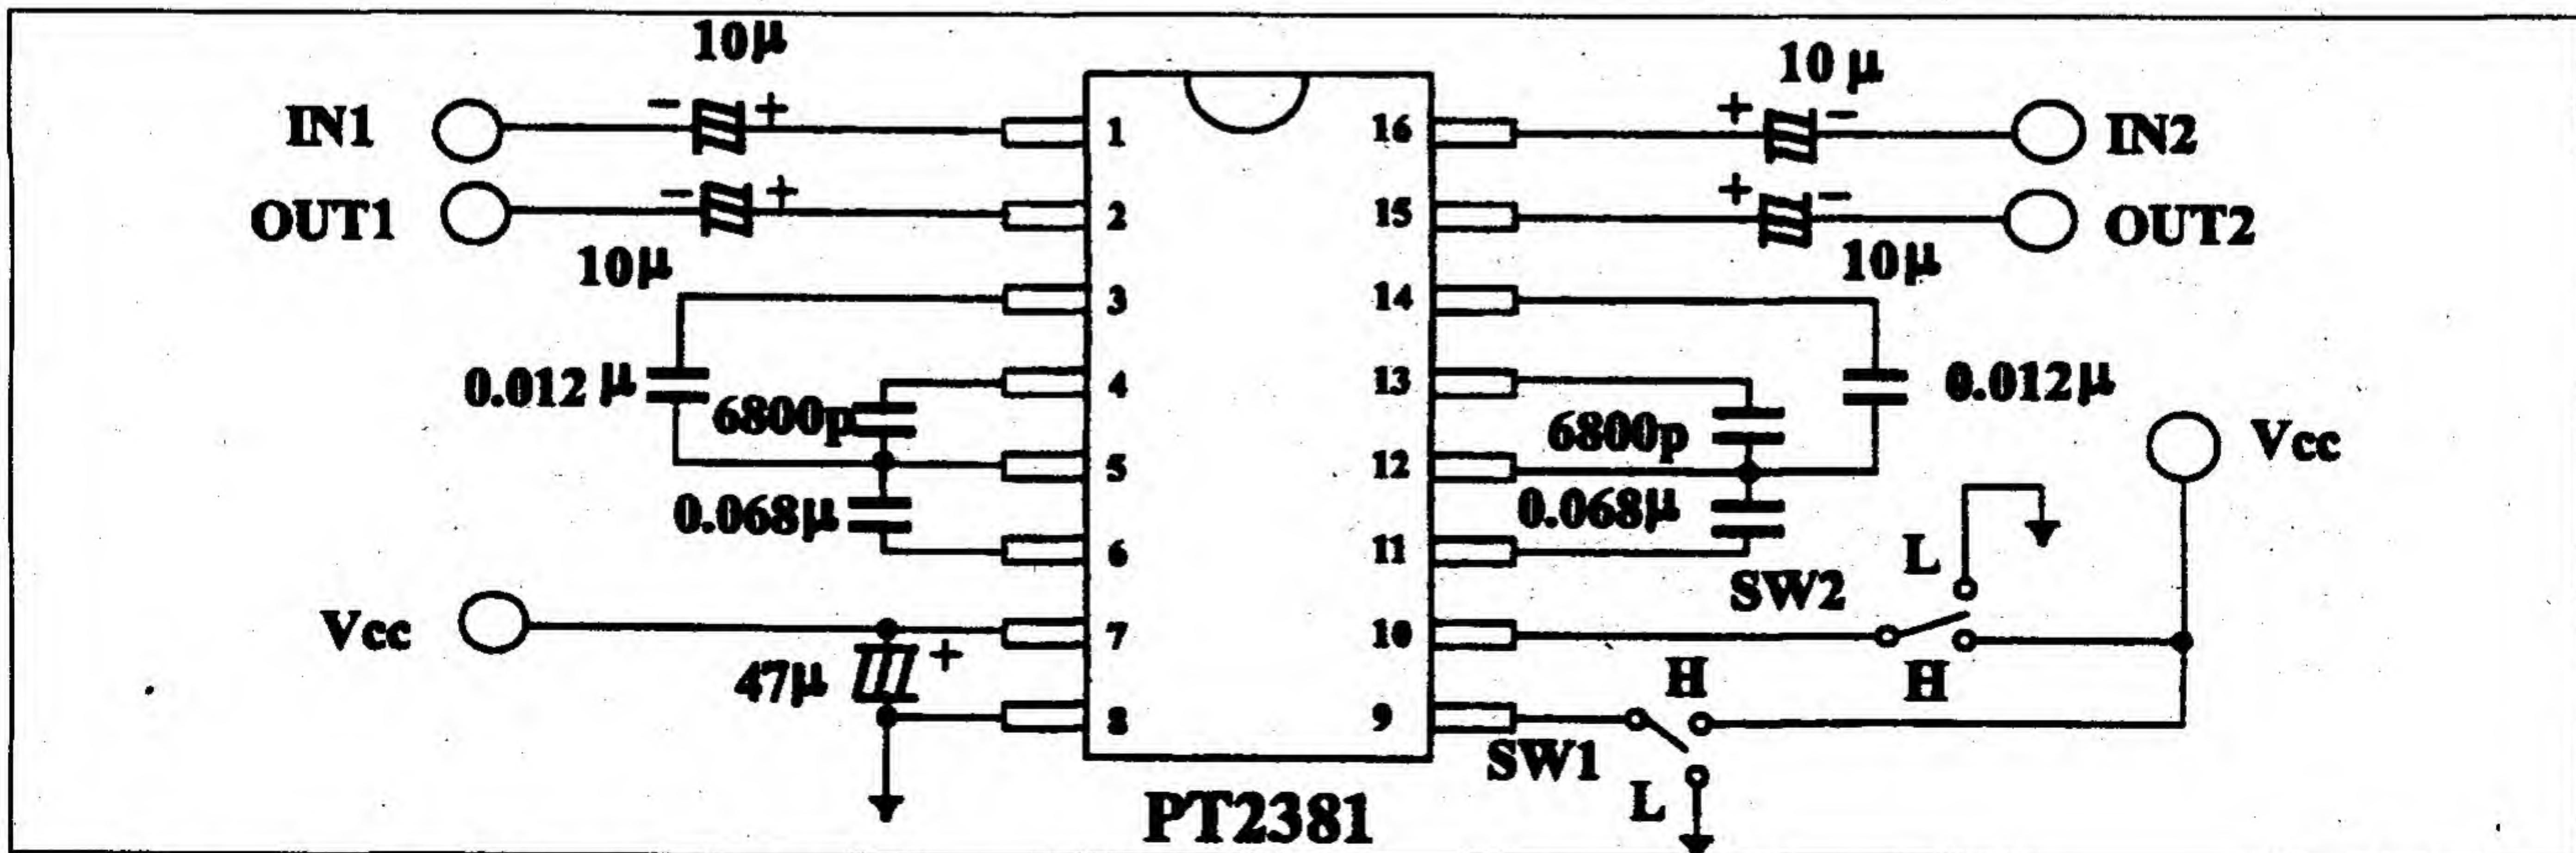 10μ
10 μ
- +
+ -
IN1
1
16
IN2
- +
+ -
OUT1
2
15
OUT2
10μ
10μ
3
14
0.012 μ
4
13
0.012μ
6800p
6800p
Vcc
5
12
0.068μ
0.068μ
6
11
L
SW2
Vcc
7
10
47μ
+
H
H
8
9
SW1
L
PT2381